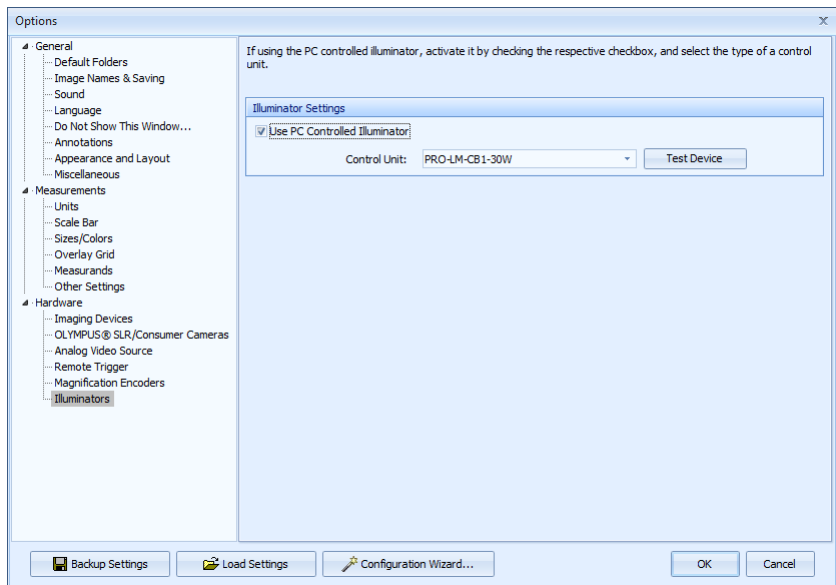 Options
General
Default Folders
Image Names & Saving
Sound
Language
Do Not Show This Window...
Annotations
Appearance and Layout
Miscellaneous
Measurements
Units
Scale Bar
Sizes/Colors
Overlay Grid
Measurands
Other Settings
Hardware
Imaging Devices
OLYMPUS® SLR/Consumer Cameras
Analog Video Source
Remote Trigger
Magnification Encoders
Illuminators
If using the PC controlled illuminator, activate it by checking the respective checkbox, and select the type of a control
unit.
Illuminator Settings
Use PC Controlled Illuminator
Control Unit: PRO-LM-CB1-30W Test Device
Backup Settings Load Settings Configuration Wizard... OK Cancel